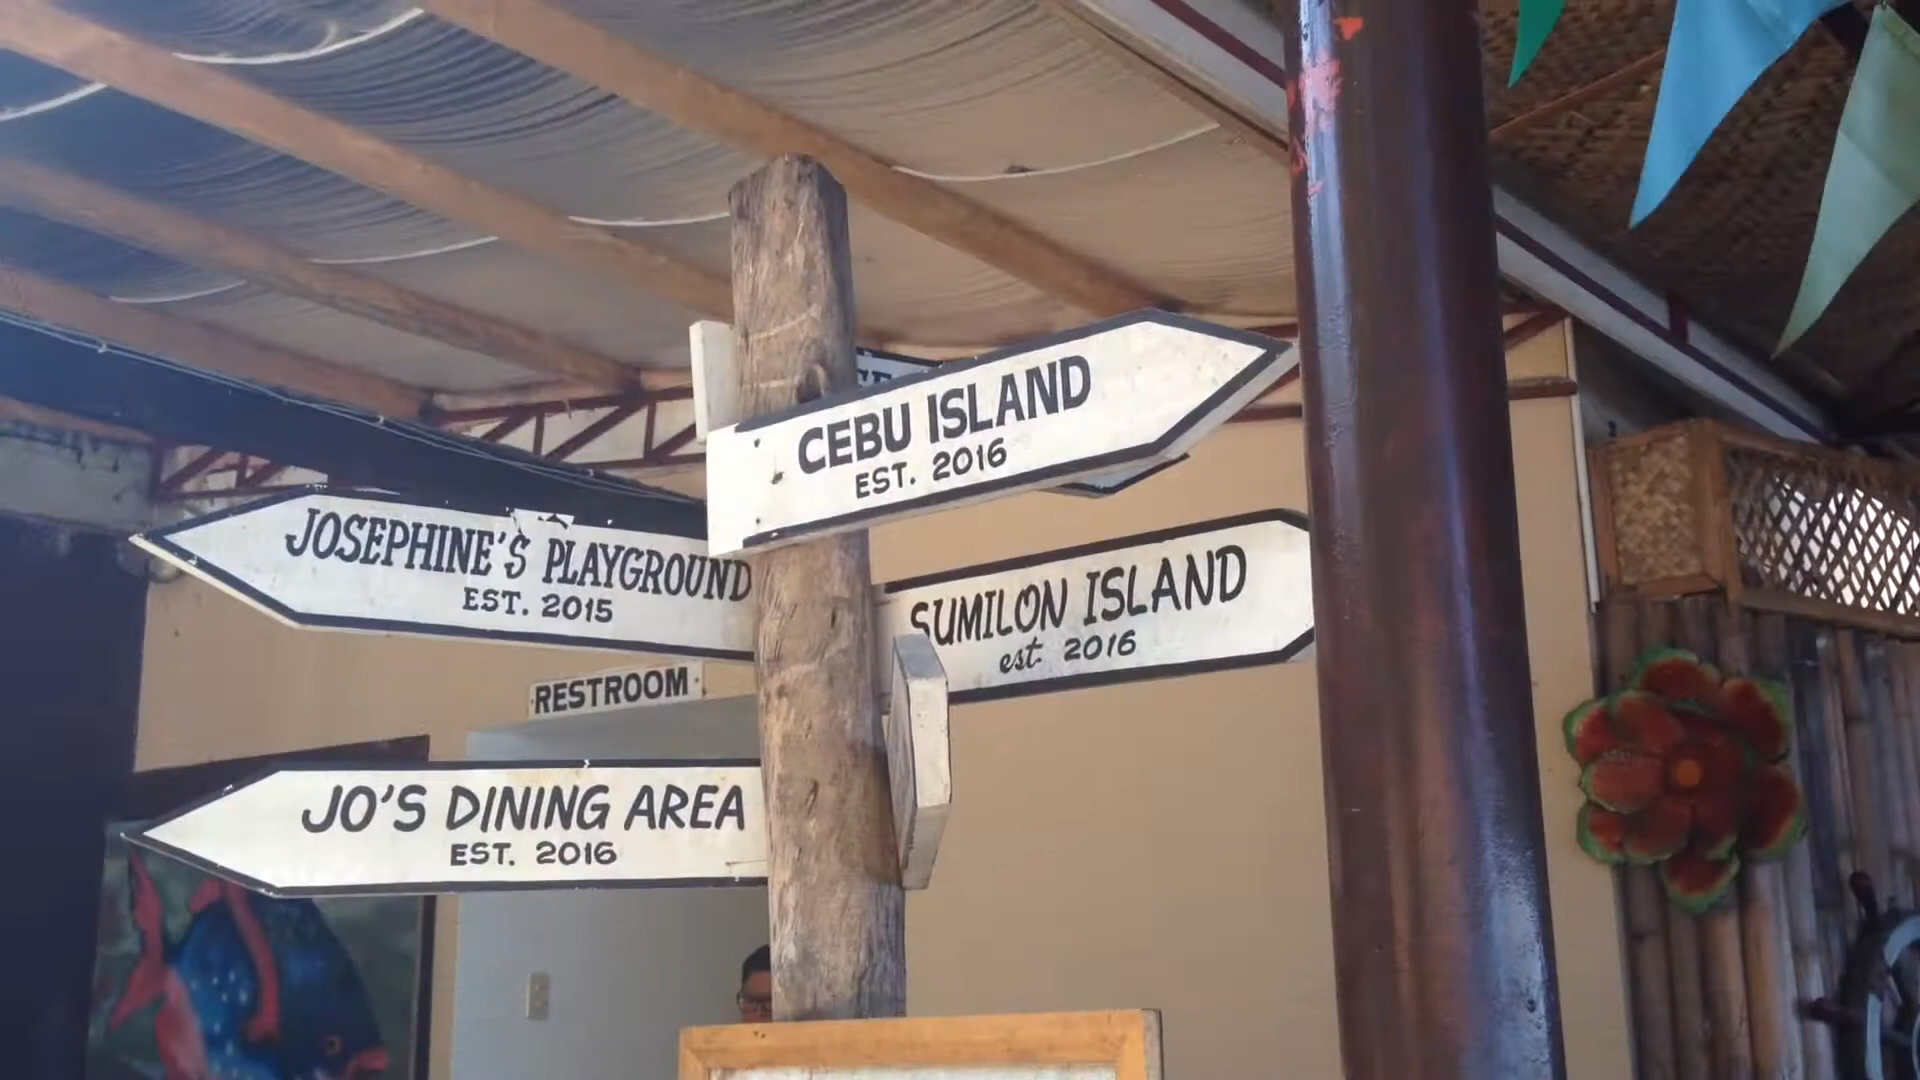 CEBU ISLAND
EST. 2016
JOSEPHINE'S PLAYGROUND
EST. 2015
SUMILON ISLAND
est 2016
RESTROOM
JO'S DINING AREA
EST. 2016